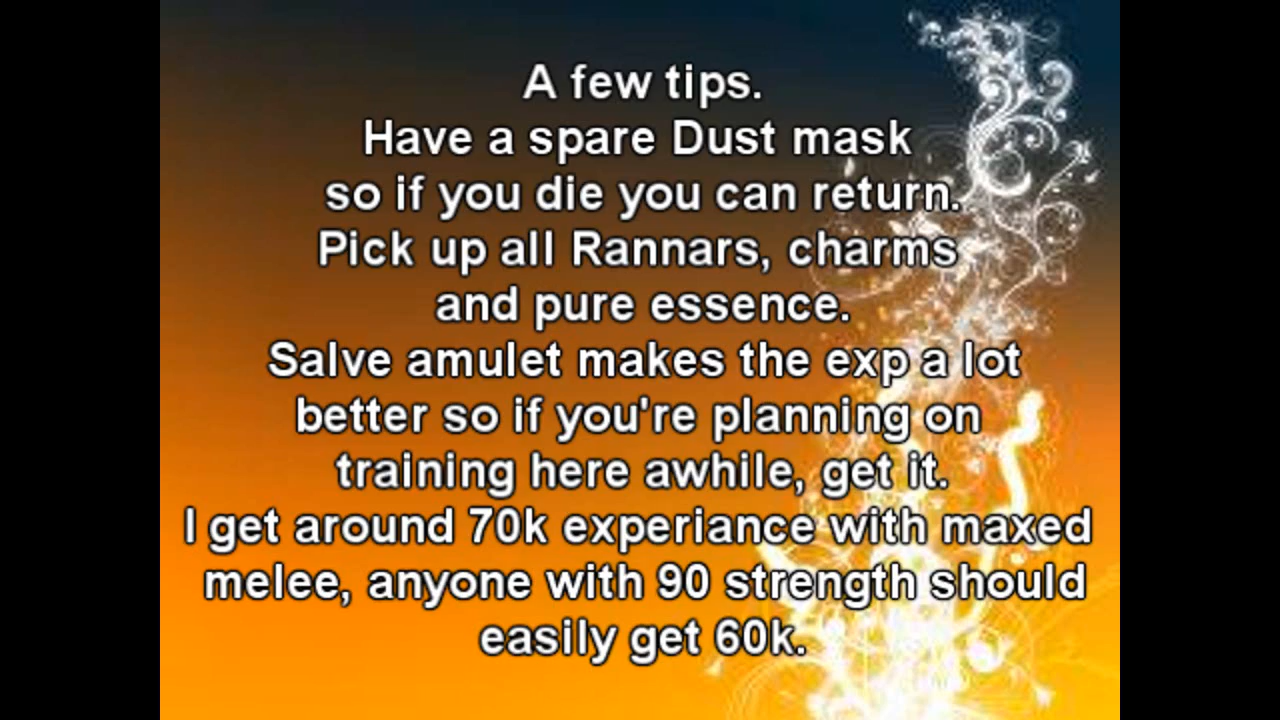 A few tips.
Have a spare Dust mask
so if you die you can return.
Pick up all Rannars, charms
and pure essence.
Salve amulet makes the exp a lot
better so if you're planning on
training here awhile, get it.
I get around 70k experiance with maxed
melee, anyone with 90 strength should
easily get 60k.